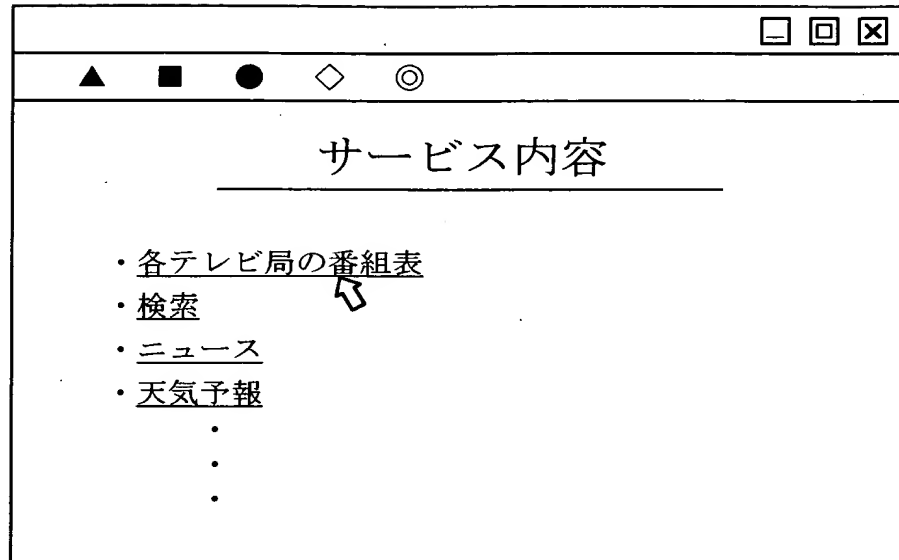 サービス内容
・各テレビ局の番組表
・検索
・ニュース
・天気予報
・
・
・